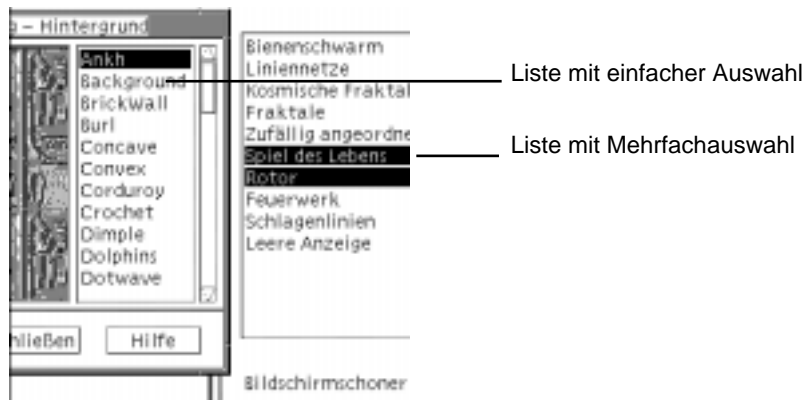 – Hintergrund
Ankh
Background
BrickWall
Burl
Concave
Convex
Corduroy
Crochet
Dimple
Dolphins
Dotwave
Hilfe
Bienenschwarm
Liniennetze
Kosmische Fraktal
Fraktale
Zufällig angeordne
Spiel des Lebens
Rotor
Feuerwerk
Schlagenlinien
Leere Anzeige
Bildschirmschoner
Liste mit einfacher Auswahl
Liste mit Mehrfachauswahl